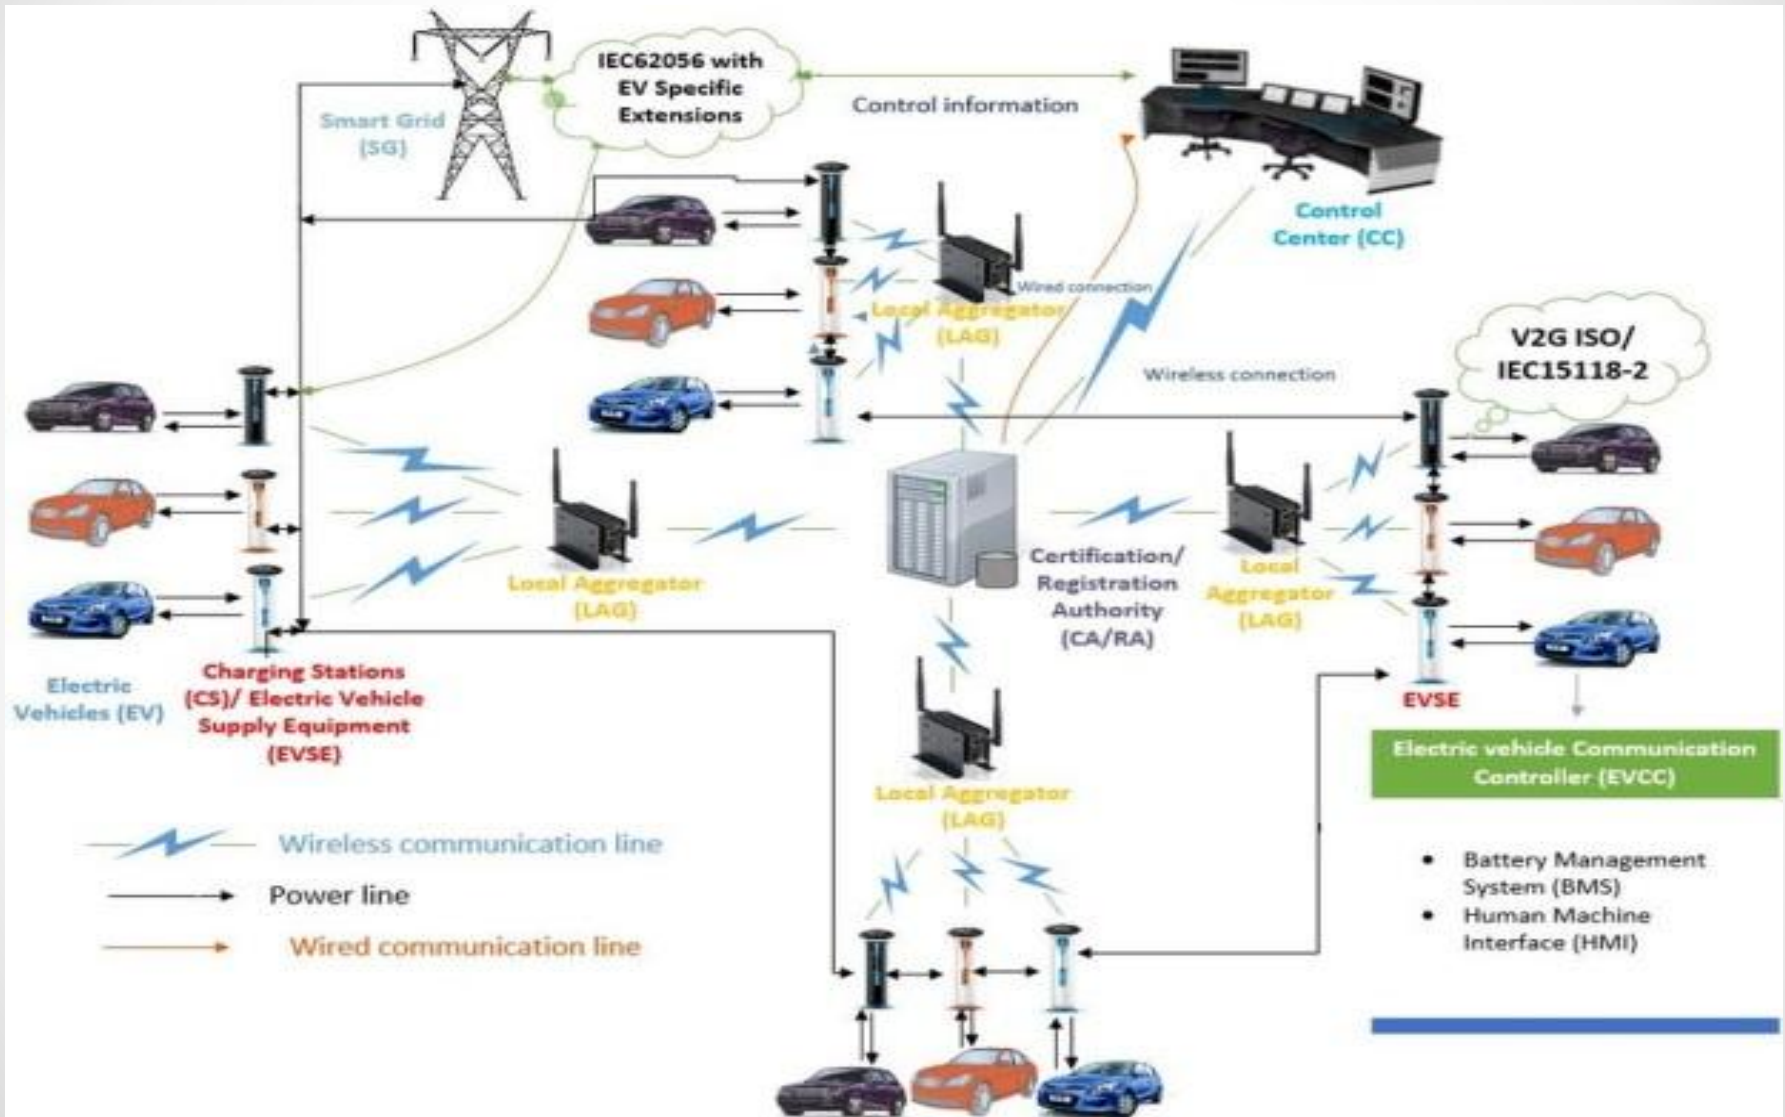 IEC62056 with
EV Specific
Extensions
Control information
Smart Grid
(SG)
Control
Center (CC)
Wired connection
Local Aggregator
(LAG)
V2G ISO/
IEC15118-2
Wireless connection
Local Aggregator
(LAG)
Certification/
Registration
Authority
(CA/RA)
Local
Aggregator
(LAG)
Electric
Vehicles (EV)
Charging Stations
(CS)/ Electric Vehicle
Supply Equipment
(EVSE)
EVSE
Electric vehicle Communication
Controller (EVCC)
Local Aggregator
(LAG)
Wireless communication line
Power line
Wired communication line
• Battery Management
System (BMS)
• Human Machine
Interface (HMI)